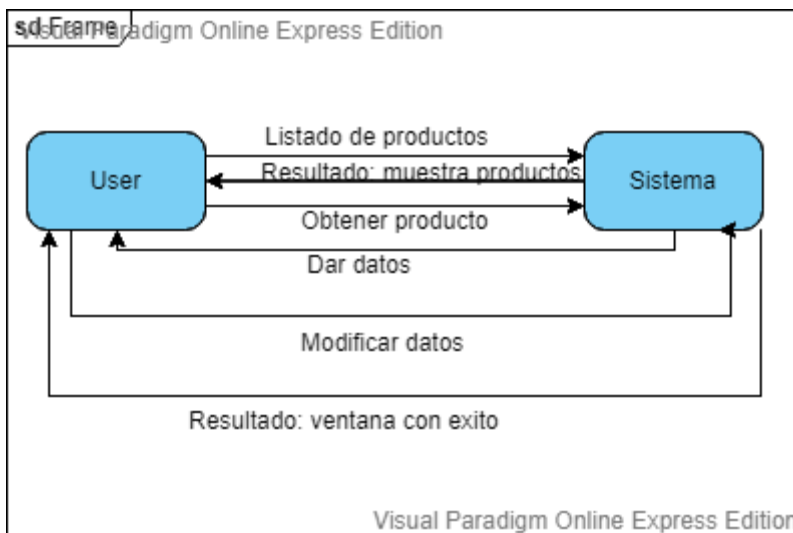 sd Frame
Visual Paradigm Online Express Edition
Listado de productos
User
Resultado: muestra productos
Sistema
Obtener producto
Dar datos
Modificar datos
Resultado: ventana con exito
Visual Paradigm Online Express Edition